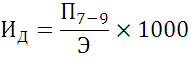 И_Д = П_{7−9} / Э × 1000